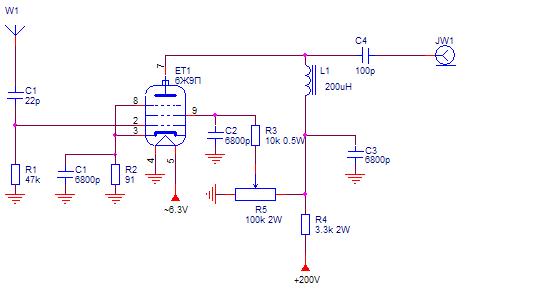 W1
C4
JW1
100p
7
ET1
6Ж9П
L1
200uH
C1
22p
8
9
2
3
C2
6800p
R3
10k 0.5W
C3
6800p
4
5
R1
47k
C1
6800p
R2
91
~6.3V
R5
100k 2W
R4
3.3k 2W
+200V